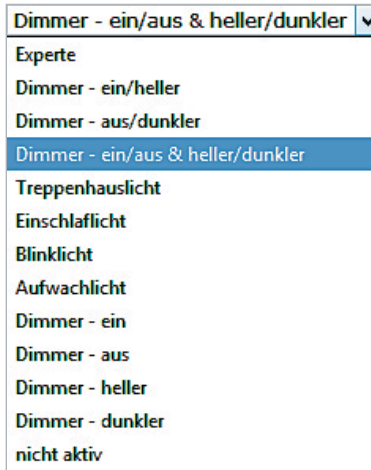 Dimmer - ein/aus & heller/dunkler
Experte
Dimmer - ein/heller
Dimmer - aus/dunkler
Dimmer - ein/aus & heller/dunkler
Treppenhauslicht
Einschlaflicht
Blinklicht
Aufwachlicht
Dimmer - ein
Dimmer - aus
Dimmer - heller
Dimmer - dunkler
nicht aktiv